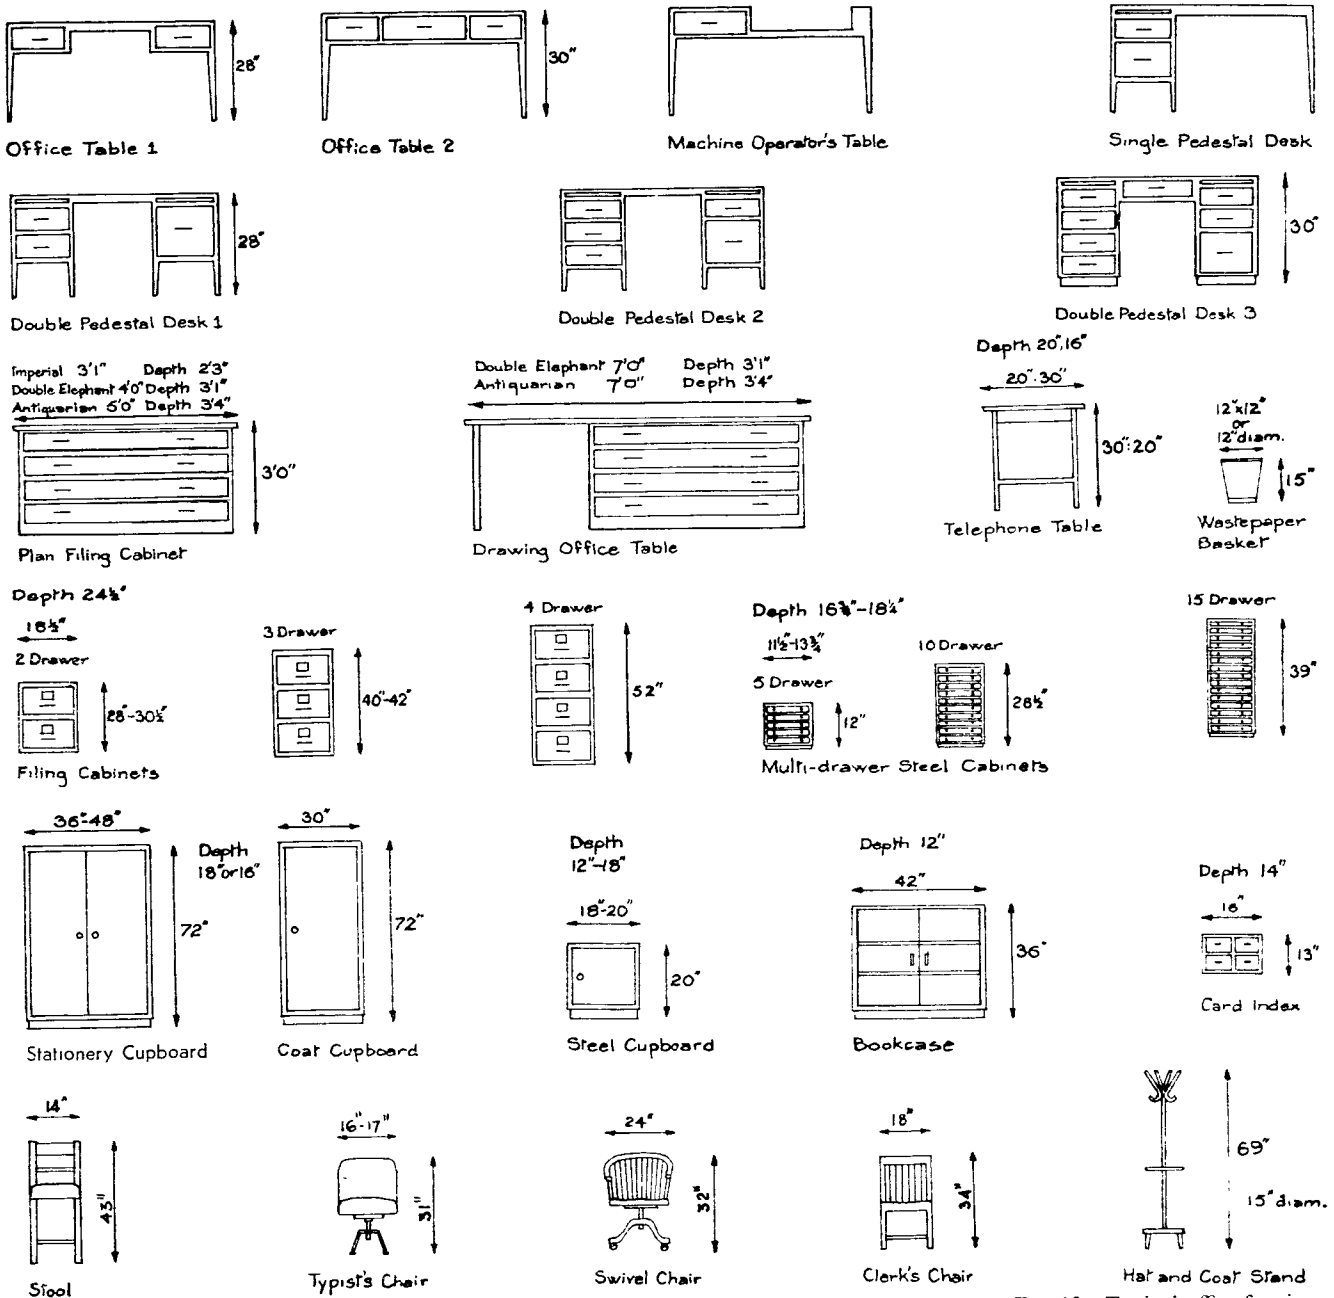 28"
30"
Office Table 1
Office Table 2
Machine Operator's Table
Single Pedestal Desk
28"
30"
Double Pedestal Desk 1
Double Pedestal Desk 2
Double Pedestal Desk 3
Imperial 3'1" Depth 2'3"
Double Elephant 4'0" Depth 3'1"
Antiquarian 5'0" Depth 3'4"
3'0"
Plan Filing Cabinet
Double Elephant 7'0" Depth 3'1"
Antiquarian 7'0" Depth 3'4"
Drawing Office Table
Depth 20",16"
20"·30"
30":20"
Telephone Table
12"x12"
or
12"diam.
15"
Wastepaper
Basket
Depth 24½"
18½"
2 Drawer
28"-30½"
Filing Cabinets
3 Drawer
40"-42"
4 Drawer
52"
Depth 16¾"-18¼"
11½"-13¾"
5 Drawer
12"
10 Drawer
28½"
Multi-drawer Steel Cabinets
15 Drawer
39"
36"-48"
72"
Stationery Cupboard
Depth
18"or16"
30"
72"
Coat Cupboard
Depth
12"-18"
18"-20"
20"
Steel Cupboard
Depth 12"
42"
36"
Bookcase
Depth 14"
16"
13"
Card Index
14"
43"
Stool
16"-17"
31"
Typist's Chair
24"
32"
Swivel Chair
18"
34"
Clerk's Chair
69"
15"diam.
Hat and Coat Stand